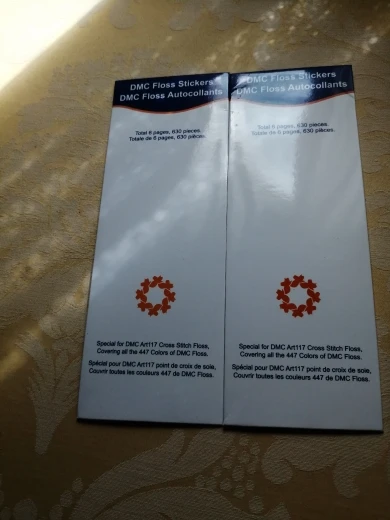 DMC Floss Stickers
DMC Floss Autocollants
Total 6 pages, 630 pieces.
Totale de 6 pages, 630 pièces.
Special for DMC Art117 Cross Stitch Floss,
Covering all the 447 Colors of DMC Floss.
Spécial pour DMC Art117 point de croix de soie,
Couvrir toutes les couleurs 447 de DMC Floss.
DMC Floss Stickers
DMC Floss Autocollants
Total 6 pages, 630 pieces.
Totale de 6 pages, 630 pièces.
Special for DMC Art117 Cross Stitch Floss,
Covering all the 447 Colors of DMC Floss.
Spécial pour DMC Art117 point de croix de soie,
Couvrir toutes les couleurs 447 de DMC Floss.